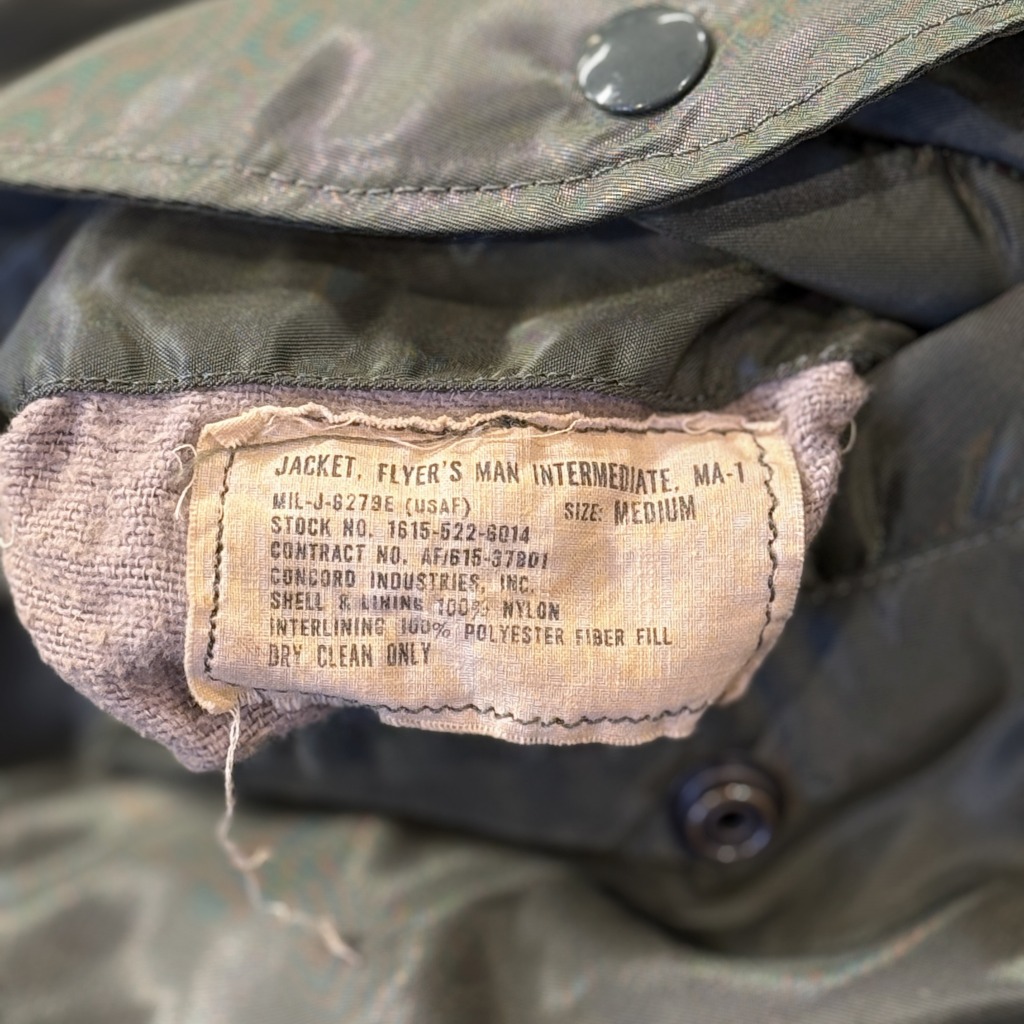 JACKET, FLYER'S MAN INTERMEDIATE, MA-1
MIL-J-8279E (USAF) SIZE: MEDIUM
STOCK NO. 1615-522-6014
CONTRACT NO. AF/615-37801
CONCORD INDUSTRIES, INC.
SHELL & LINING 100% NYLON
INTERLINING 100% POLYESTER FIBER FILL
DRY CLEAN ONLY